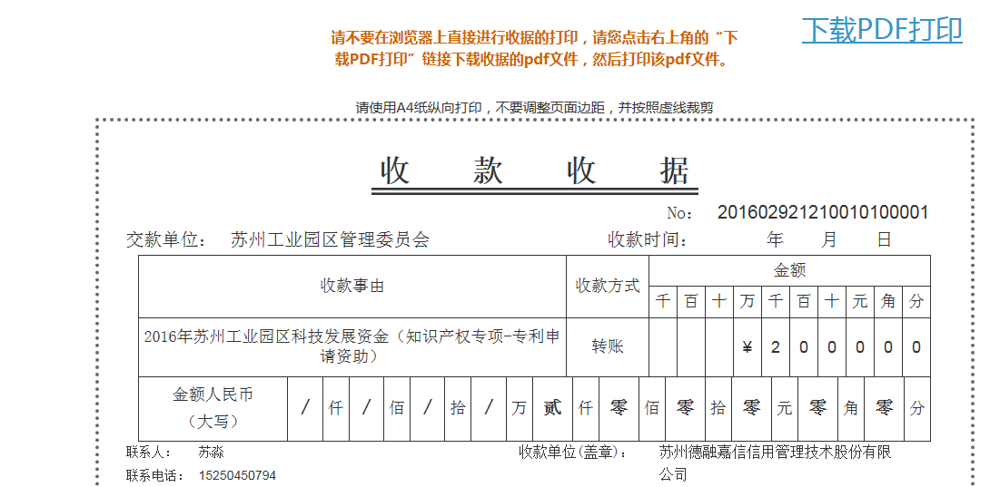 下载PDF打印
请不要在浏览器上直接进行收据的打印，请您点击右上角的“下
载PDF打印”链接下载收据的pdf文件，然后打印该pdf文件。
请使用A4纸纵向打印，不要调整页面边距，并按照虚线裁剪
收 款 收 据
No： 201602921210010100001
交款单位： 苏州工业园区管理委员会 收款时间： 年 月 日
收款事由 收款方式 金额
千 百 十 万 千 百 十 元 角 分
2016年苏州工业园区科技发展资金（知识产权专项-专利申
请资助） 转账 ¥ 2 0 0 0 0 0
金额人民币
（大写） / 仟 / 佰 / 拾 / 万 贰 仟 零 佰 零 拾 零 元 零 角 零 分
联系人： 苏淼 收款单位(盖章)： 苏州德融嘉信信用管理技术股份有限
公司
联系电话： 15250450794